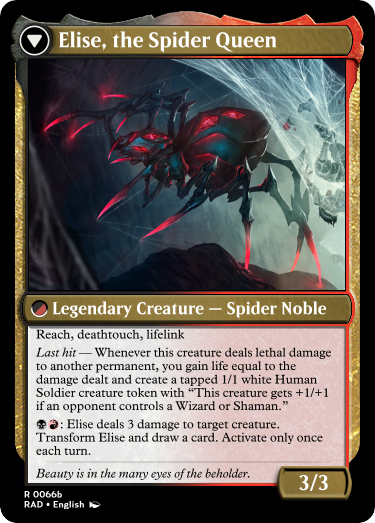 Elise, the Spider Queen
Legendary Creature — Spider Noble
Reach, deathtouch, lifelink
Last hit — Whenever this creature deals lethal damage
to another permanent, you gain life equal to the
damage dealt and create a tapped 1/1 white Human
Soldier creature token with “This creature gets +1/+1
if an opponent controls a Wizard or Shaman.”
BR: Elise deals 3 damage to target creature.
Transform Elise and draw a card. Activate only once
each turn.
Beauty is in the many eyes of the beholder.
3/3
R 0066b
RAD • English